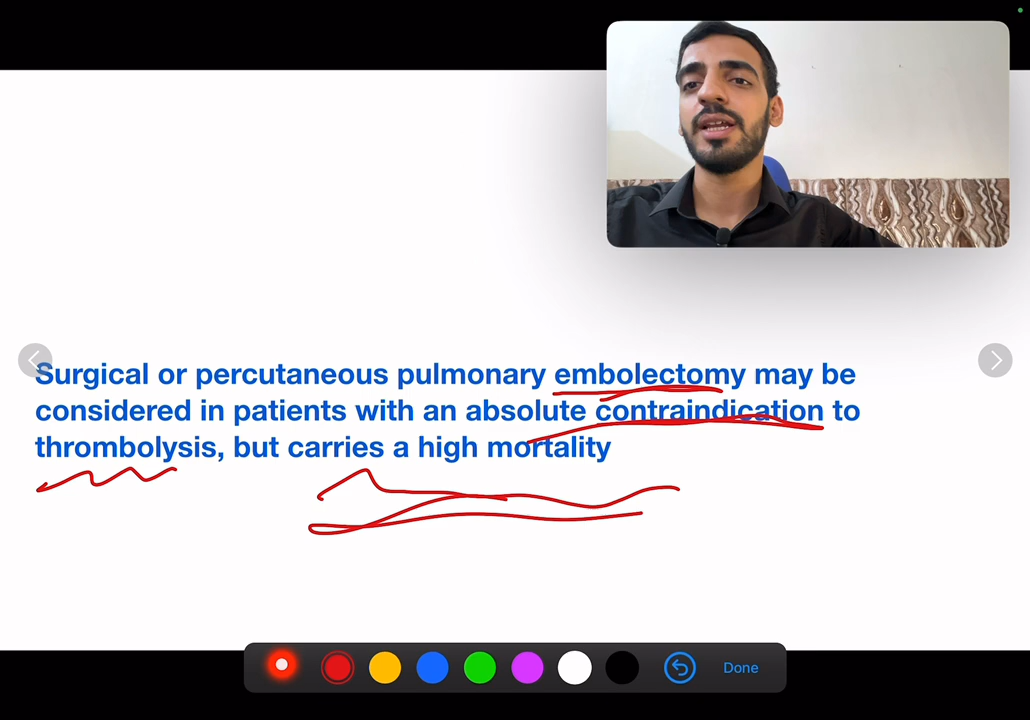 Surgical or percutaneous pulmonary embolectomy may be
considered in patients with an absolute contraindication to
thrombolysis, but carries a high mortality
Done